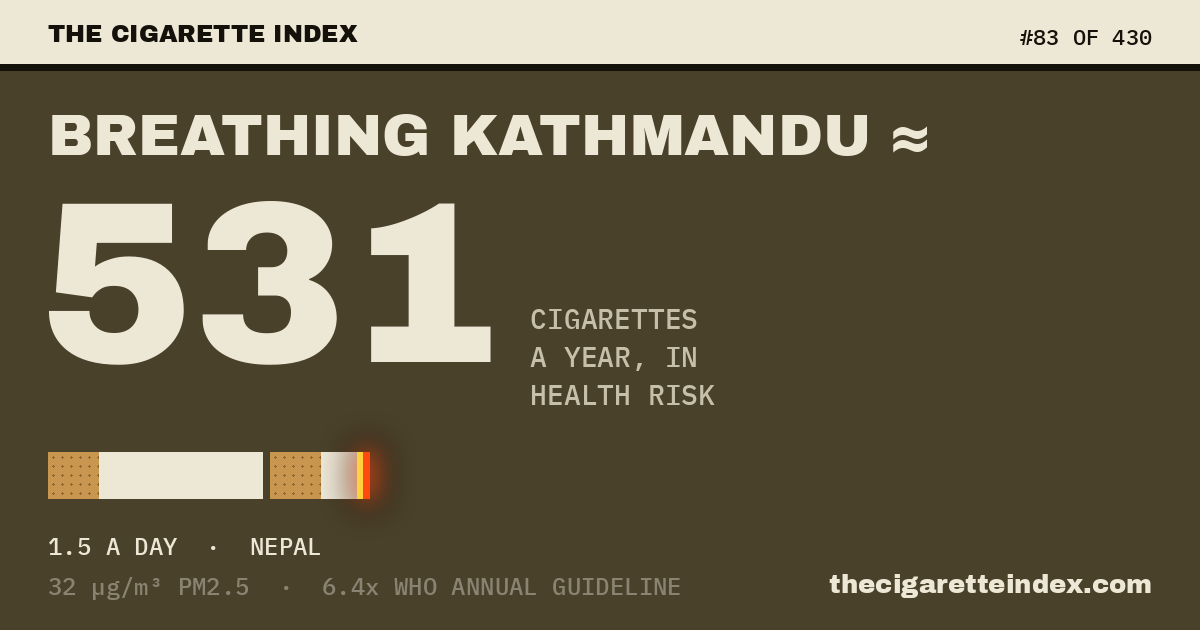 THE CIGARETTE INDEX
#83 OF 430
BREATHING KATHMANDU ≈
531
CIGARETTES
A YEAR, IN
HEALTH RISK
1.5 A DAY · NEPAL
32 µg/m³ PM2.5 · 6.4x WHO ANNUAL GUIDELINE
thecigaretteindex.com